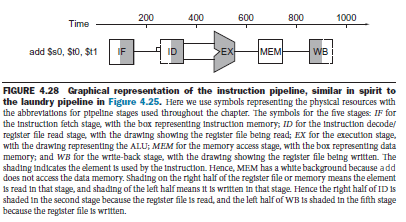 Time 200 400 600 800 1000
add $s0, $t0, $t1 IF ID EX MEM WB
FIGURE 4.28 Graphical representation of the instruction pipeline, similar in spirit to
the laundry pipeline in Figure 4.25. Here we use symbols representing the physical resources with
the abbreviations for pipeline stages used throughout the chapter. The symbols for the five stages: IF for
the instruction fetch stage, with the box representing instruction memory; ID for the instruction decode/
register file read stage, with the drawing showing the register file being read; EX for the execution stage,
with the drawing representing the ALU; MEM for the memory access stage, with the box representing data
memory; and WB for the write-back stage, with the drawing showing the register file being written. The
shading indicates the element is used by the instruction. Hence, MEM has a white background because add
does not access the data memory. Shading on the right half of the register file or memory means the element
is read in that stage, and shading of the left half means it is written in that stage. Hence the right half of ID is
shaded in the second stage because the register file is read, and the left half of WB is shaded in the fifth stage
because the register file is written.